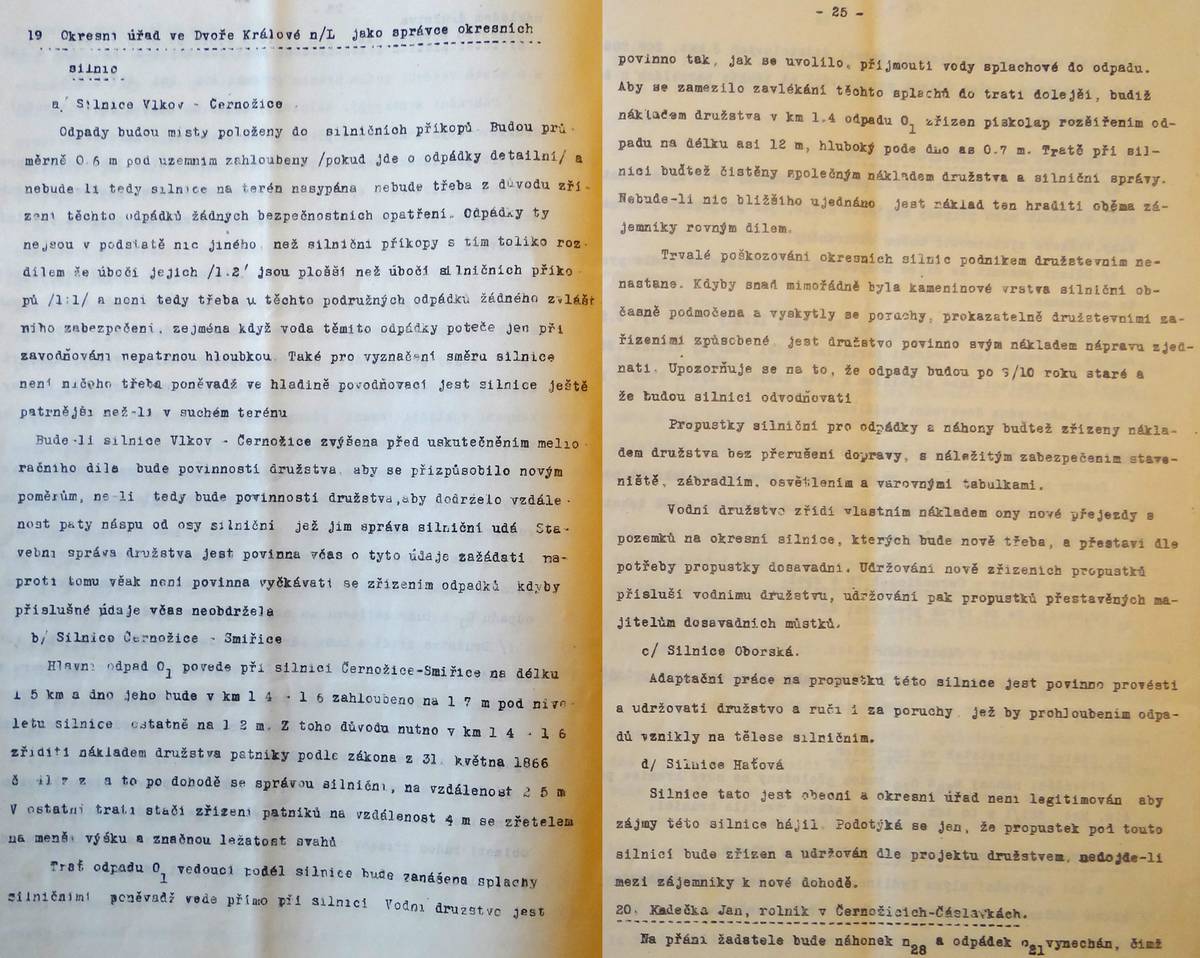 19 Okresní úřad ve Dvoře Králové n/L jako správce okresních
silnic
a/ Silnice Vlkov - Černožice.
Odpady budou místy položeny do silničních příkopů Budou prů-
měrně 0.6 m pod územním zahloubeny /pokud jde o odpádky detailní/ a
nebude li tedy silnice na terén nasypána nebude třeba z důvodu zří-
zení těchto odpádků žádných bezpečnostních opatření. Odpádky ty
nejsou v podstatě nic jiného než silniční příkopy s tím toliko roz-
dílem že úbočí jejich /1.2/ jsou plošší než úbočí silničních příko
pů /1:1/ a není tedy třeba u těchto podružných odpádků žádného zvlášt
ního zabezpečení, zejména když voda těmito odpádky poteče jen při
zavodňování nepatrnou hloubkou. Také pro vyznačení směru silnice
není ničeho třeba poněvadž ve hladině povodňovací jest silnice ještě
patrnější než-li v suchém terénu
Bude-li silnice Vlkov - Černožice zvýšena před uskutečněním melio-
račního díla bude povinností družstva aby se přizpůsobilo novým
poměrům, ne-li tedy bude povinností družstva,aby dodrželo vzdále-
nost paty náspu od osy silniční jež jim správa silniční udá Sta-
vební správa družstva jest povinna včas o tyto údaje zažádati na-
proti tomu však není povinna vyčkávati se zřízením odpadků kdyby
příslušné údaje včas neobdržela
b/ Silnice Černožice - Smiřice
Hlavní odpad O1 povede při silnici Černožice-Smiřice na délku
1 5 km a dno jeho bude v km 1 4 - 1 6 zahloubeno na 1 7 m pod nive-
letu silnice ostatně na 1 2 m. Z toho důvodu nutno v km 1 4 - 1 6
zříditi nákladem družstva patníky podle zákona z 31. května 1866
č 41 z z a to po dohodě se správou silniční, na vzdálenost 2 5 m
V ostatní trati stačí zřízení patníků na vzdálenost 4 m se zřetelem
na menší výšku a značnou ležatost svahů
Trať odpadu O1 vedoucí podél silnice bude zanášena splachy
silničními poněvadž vede přímo při silnici Vodní družstvo jest
- 25 -
povinno tak, jak se uvolilo, přijmouti vody splachové do odpadu.
Aby se zamezilo zavlékání těchto splachů do trati dolejší, budiž
nákladem družstva v km 1.4 odpadu O1 zřízen pískolap rozšířením od-
padu na délku asi 12 m, hluboký pode dno as 0.7 m. Tratě při sil-
nici buďtež čistěny společným nákladem družstva a silniční správy.
Nebude-li nic bližšího ujednáno jest náklad ten hraditi oběma zá-
jemníky rovným dílem.
Trvalé poškozování okresních silnic podnikem družstevním ne-
nastane. Kdyby snad mimořádně byla kameninové vrstva silniční ob-
časně podmočena a vyskytly se poruchy, prokazatelně družstevními za-
řízeními způsobené jest družstvo povinno svým nákladem nápravu zjed-
nati. Upozorňuje se na to, že odpady budou po 9/10 roku staré a
že budou silnici odvodňovati
Propustky silniční pro odpádky a náhony buďtež zřízeny nákla-
dem družstva bez přerušení dopravy, s náležitým zabezpečením stave-
niště, zábradlím, osvětlením a varovnými tabulkami.
Vodní družstvo zřídí vlastním nákladem ony nové přejezdy s
pozemků na okresní silnice, kterých bude nově třeba, a přestaví dle
potřeby propustky dosavadní. Udržování nově zřízeních propustků
přísluší vodnímu družstvu, udržování pak propustků přestavěných ma-
jitelům dosavadních můstků.
c/ Silnice Oborská.
Adaptační práce na propustku této silnice jest povinno provésti
a udržovati družstvo a ručí i za poruchy jež by prohloubením odpa-
dů vznikly na tělese silničním.
d/ Silnice Haťová
Silnice tato jest obecní a okresní úřad není legitimován aby
zájmy této silnice hájil. Podotýká se jen, že propustek pod touto
silnicí bude zřízen a udržován dle projektu družstvem, nedojde-li
mezi zájemníky k nové dohodě.
20. Kadečka Jan, rolník v Černožicích-Čáslavkách.
Na přání žadatele bude náhonek n28 a odpádek o21 vynechán, čímž